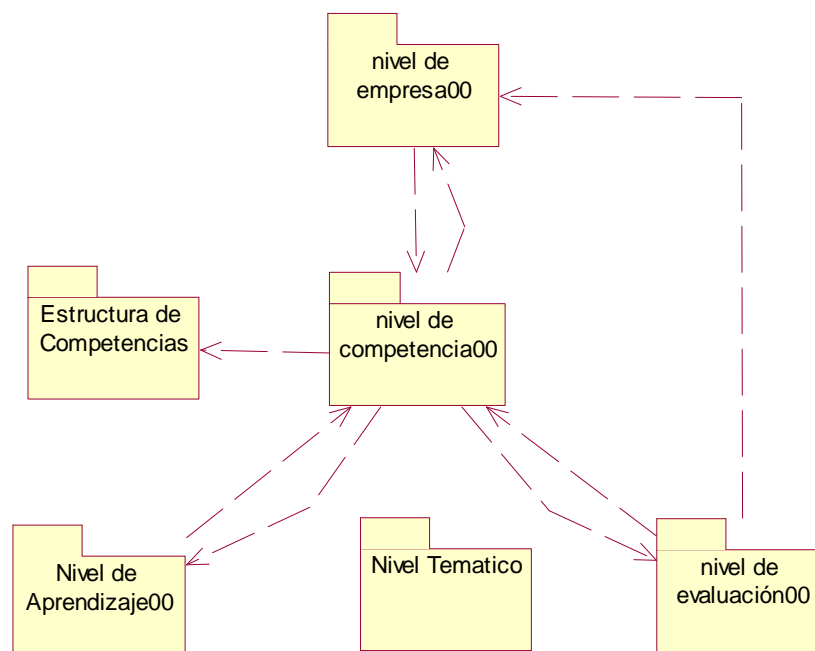 nivel de
empresa00
Estructura de
Competencias
nivel de
competencia00
Nivel de
Aprendizaje00
Nivel Tematico
nivel de
evaluación00